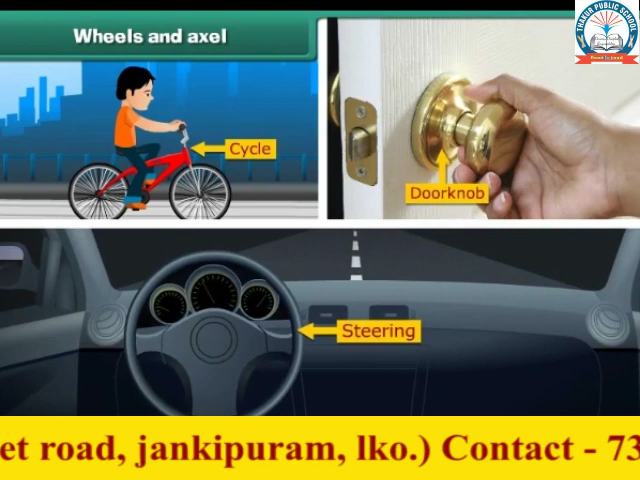 Wheels and axel
THAKUR PUBLIC SCHOOL
Cycle
Doorknob
Steering
et road, jankipuram, lko.) Contact - 73